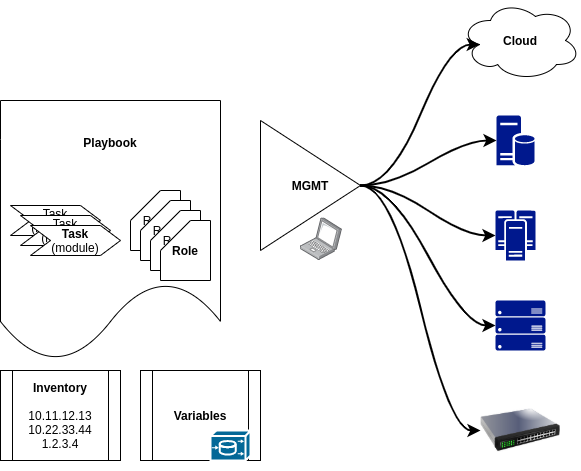 Cloud
Playbook
MGMT
Task
Task
Task
(module)
Role
Inventory
10.11.12.13
10.22.33.44
1.2.3.4
Variables